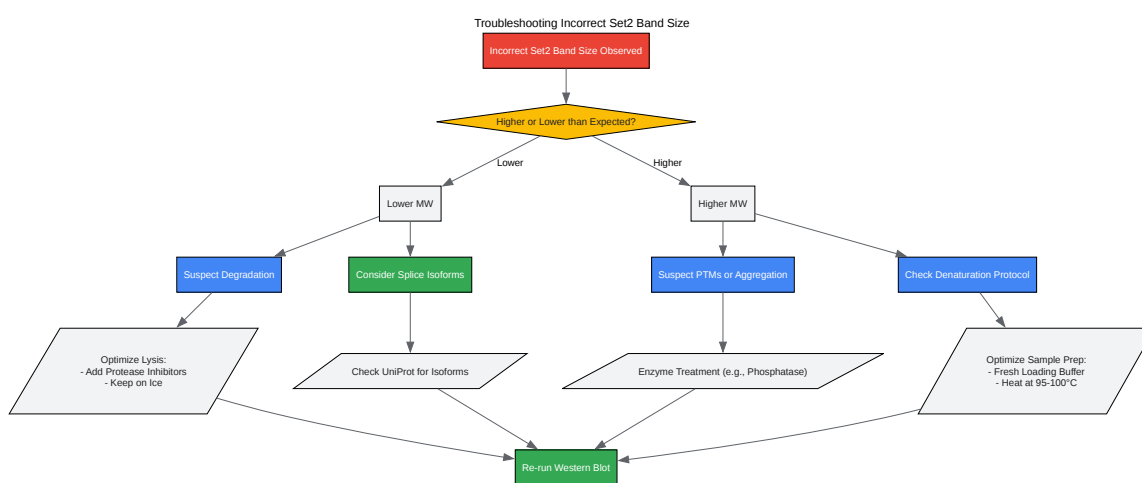 Troubleshooting Incorrect Set2 Band Size
Incorrect Set2 Band Size Observed
Higher or Lower than Expected?
Lower
Higher
Lower MW
Higher MW
Suspect Degradation
Consider Splice Isoforms
Suspect PTMs or Aggregation
Check Denaturation Protocol
Optimize Lysis:
- Add Protease Inhibitors
- Keep on Ice
Check UniProt for Isoforms
Enzyme Treatment (e.g., Phosphatase)
Optimize Sample Prep:
- Fresh Loading Buffer
- Heat at 95-100°C
Re-run Western Blot